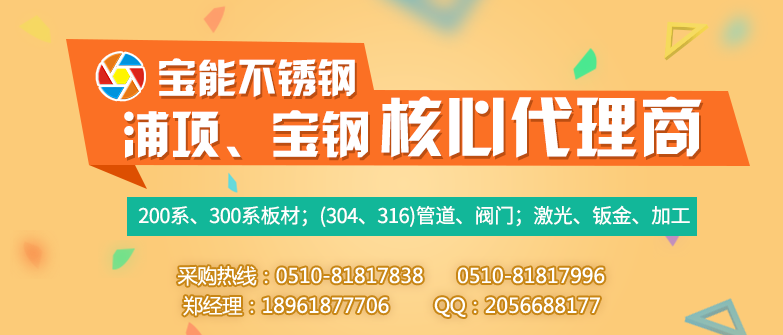 宝能不锈钢
浦项、宝钢核心代理商
200系、300系板材；(304、316)管道、阀门；激光、钣金、加工
采购热线：0510-81817838　0510-81817996
郑经理：18961877706　QQ：2056688177